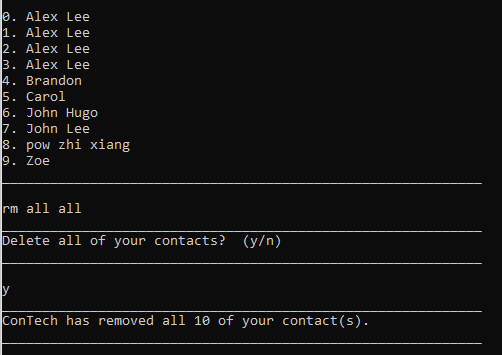 0. Alex Lee
1. Alex Lee
2. Alex Lee
3. Alex Lee
4. Brandon
5. Carol
6. John Hugo
7. John Lee
8. pow zhi xiang
9. Zoe
rm all all
Delete all of your contacts?  (y/n)
y
ConTech has removed all 10 of your contact(s).